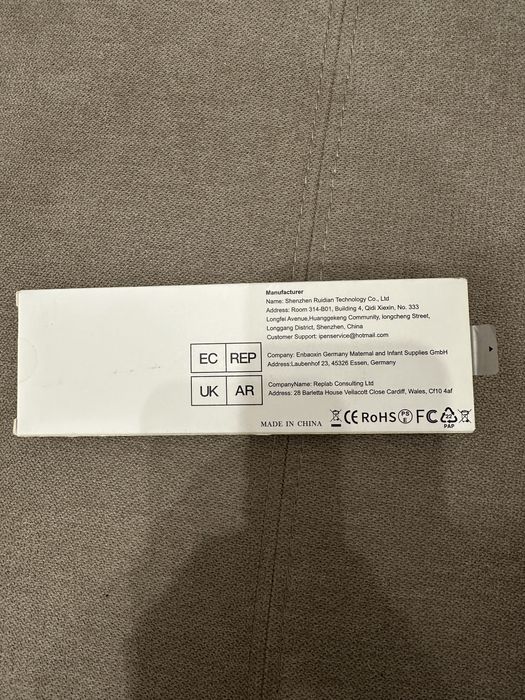 Manufacturer
Name: Shenzhen Ruidian Technology Co., Ltd
Address: Room 314-B01, Building 4, Qidi Xiexin, No. 333
Longfei Avenue,Huanggekeng Community, longcheng Street,
Longgang District, Shenzhen, China
Customer Support: ipenservice@hotmail.com
EC REP
Company: Enbaoxin Germany Maternal and Infant Supplies GmbH
Address:Laubenhof 23, 45326 Essen, Germany
UK AR
CompanyName: Replab Consulting Ltd
Address: 28 Barletta House Vellacott Close Cardiff, Wales, Cf10 4af
MADE IN CHINA CE RoHS FC
PAP